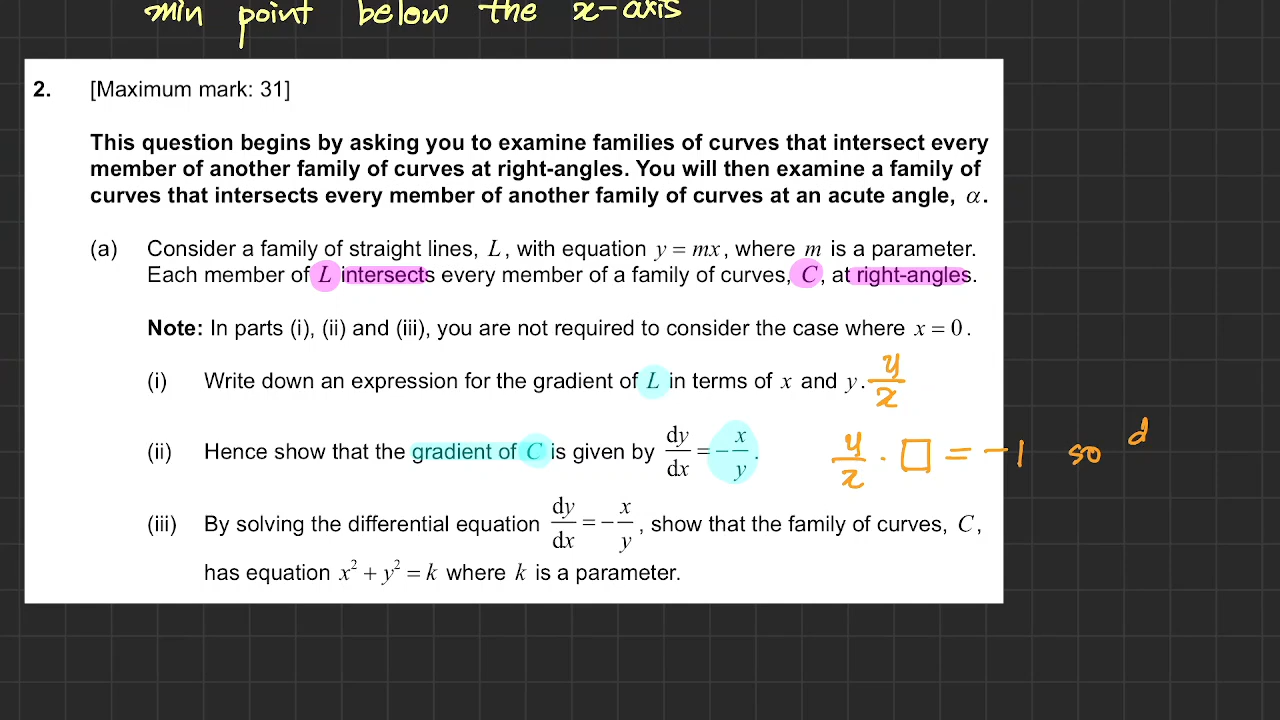 min point below the x-axis
2. [Maximum mark: 31]
This question begins by asking you to examine families of curves that intersect every
member of another family of curves at right-angles. You will then examine a family of
curves that intersects every member of another family of curves at an acute angle, α.
(a) Consider a family of straight lines, L, with equation y = mx, where m is a parameter.
Each member of L intersects every member of a family of curves, C, at right-angles.
Note: In parts (i), (ii) and (iii), you are not required to consider the case where x = 0.
(i) Write down an expression for the gradient of L in terms of x and y. y/x
(ii) Hence show that the gradient of C is given by dy/dx = −x/y. y/x · □ = −1 so d
(iii) By solving the differential equation dy/dx = −x/y, show that the family of curves, C,
has equation x² + y² = k where k is a parameter.